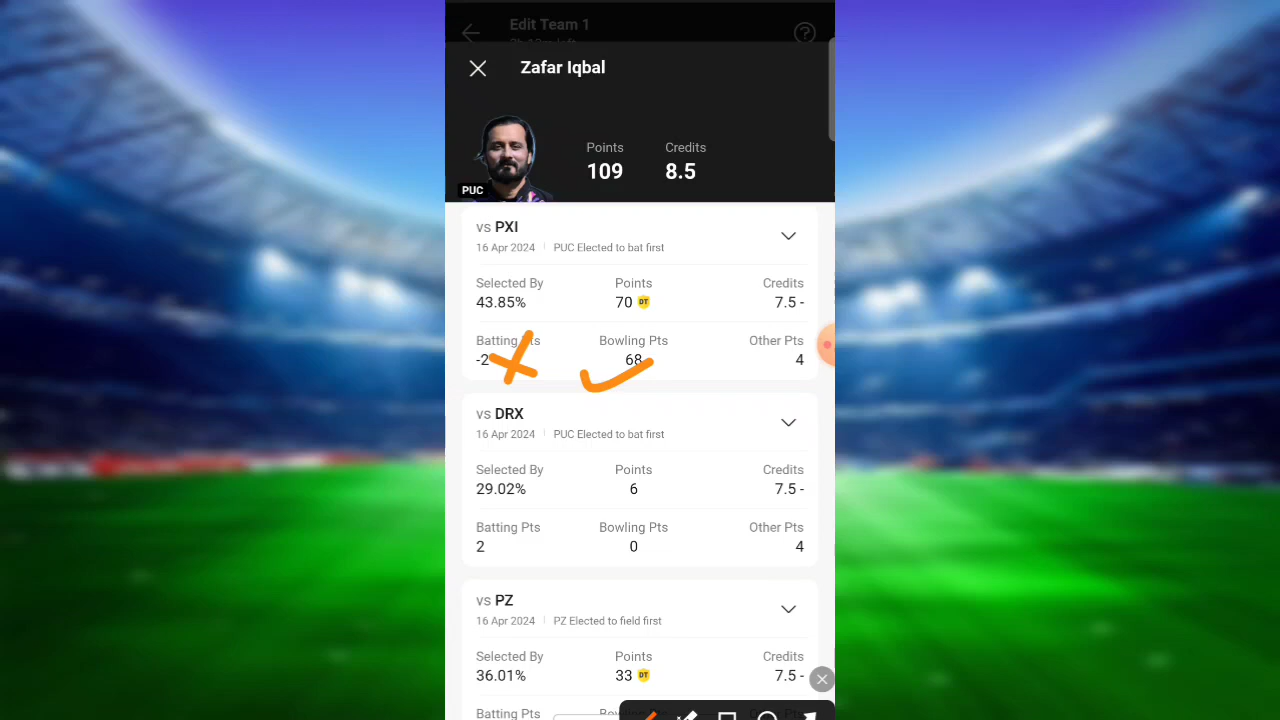 Edit Team 1
Zafar Iqbal
Points Credits
109 8.5
PUC
vs PXI
16 Apr 2024 PUC Elected to bat first
Selected By Points Credits
43.85% 70 DT 7.5 -
Batting Pts Bowling Pts Other Pts
-2 68 4
vs DRX
16 Apr 2024 PUC Elected to bat first
Selected By Points Credits
29.02% 6 7.5 -
Batting Pts Bowling Pts Other Pts
2 0 4
vs PZ
16 Apr 2024 PZ Elected to field first
Selected By Points Credits
36.01% 33 DT 7.5 -
Batting Pts